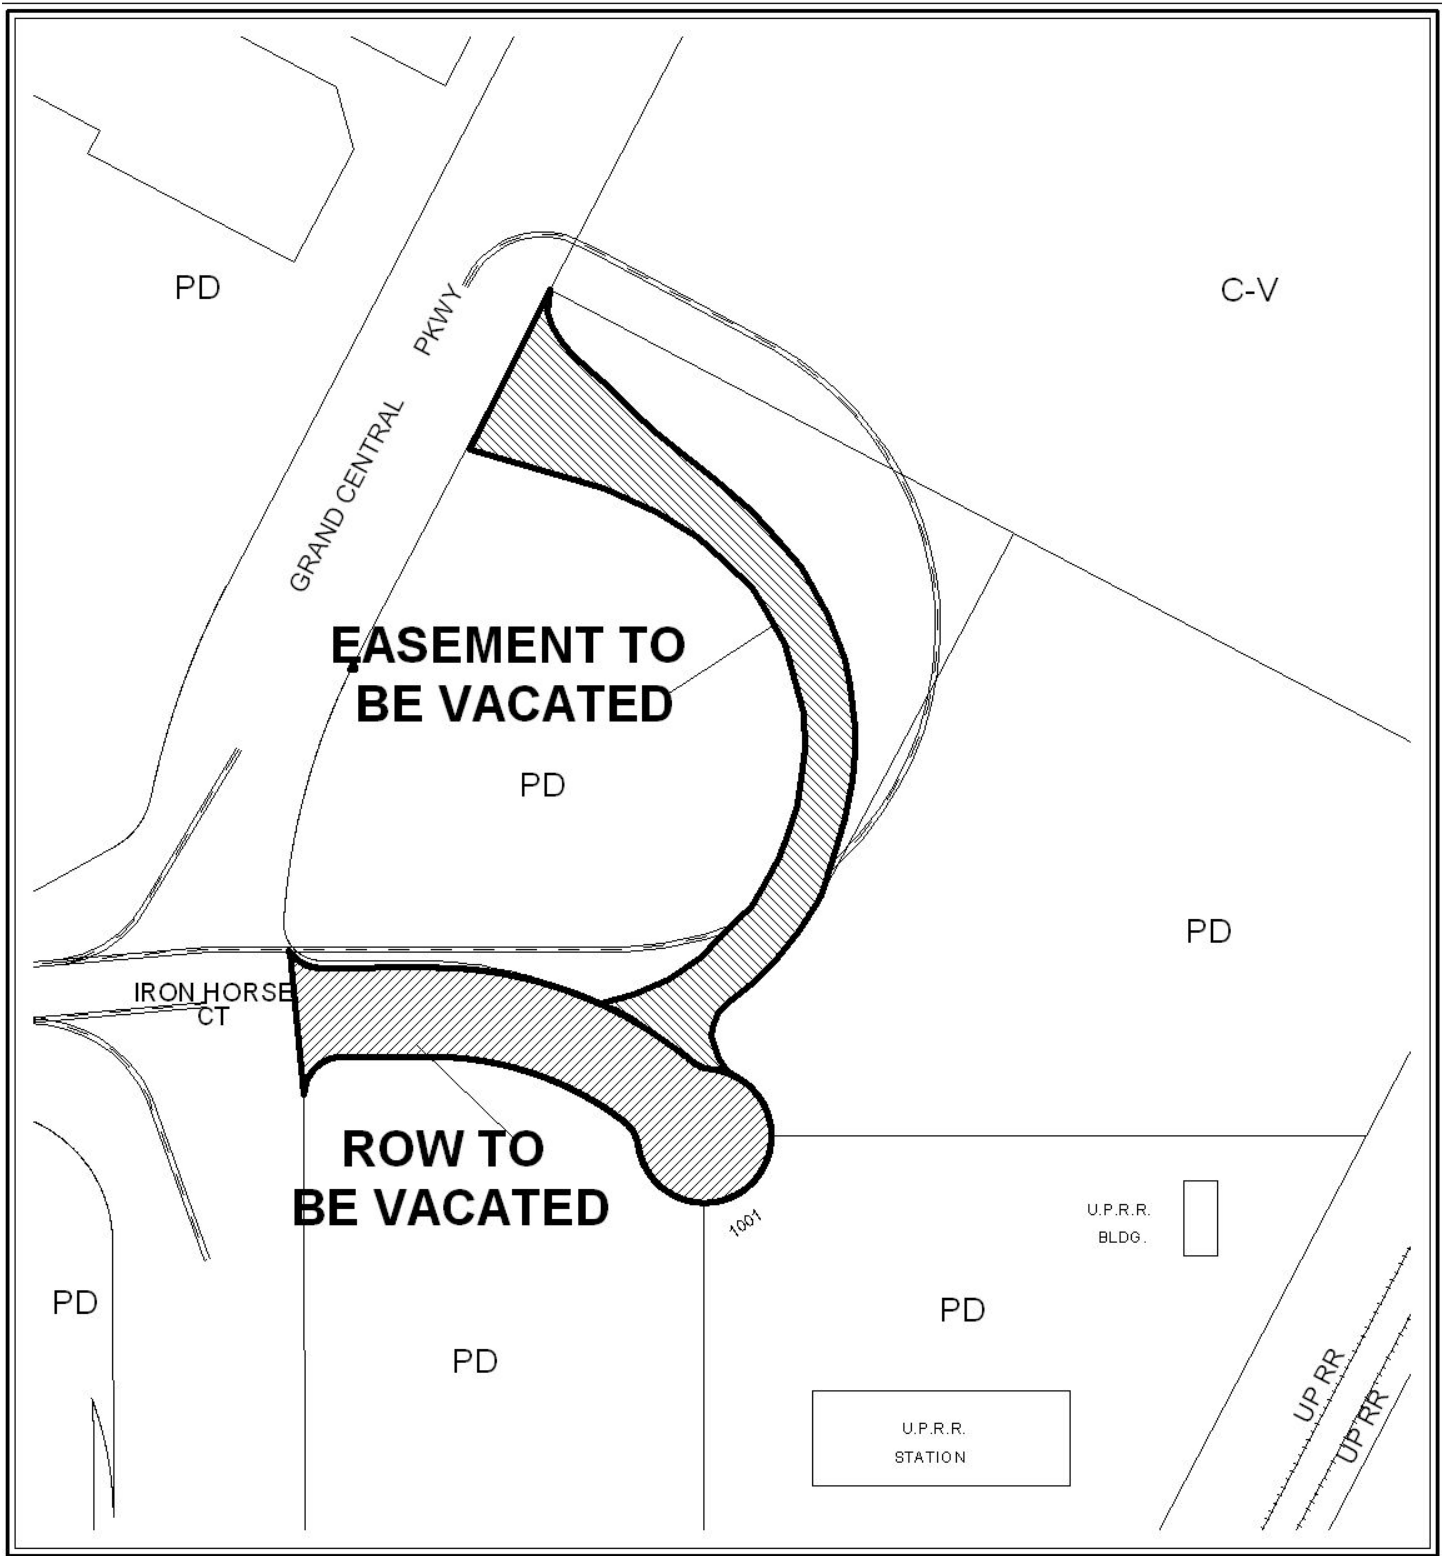 PD
C-V
GRAND CENTRAL PKWY
EASEMENT TO
BE VACATED
PD
PD
IRON HORSE
CT
ROW TO
BE VACATED
1001
U.P.R.R.
BLDG.
PD
PD
PD
UP RR
UP RR
U.P.R.R.
STATION